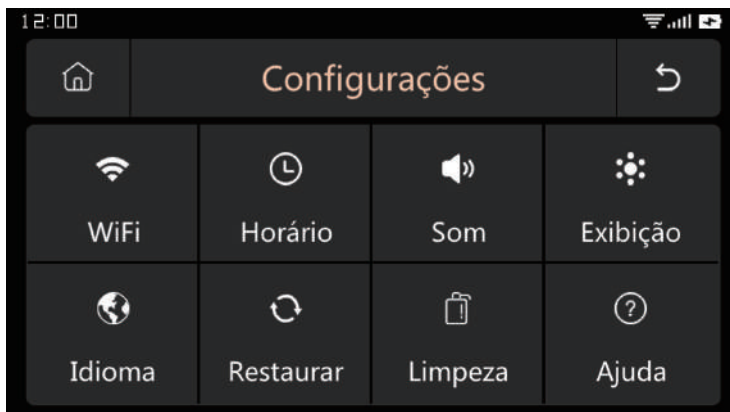 12:00
Configurações
WiFi Horário Som Exibição
Idioma Restaurar Limpeza Ajuda